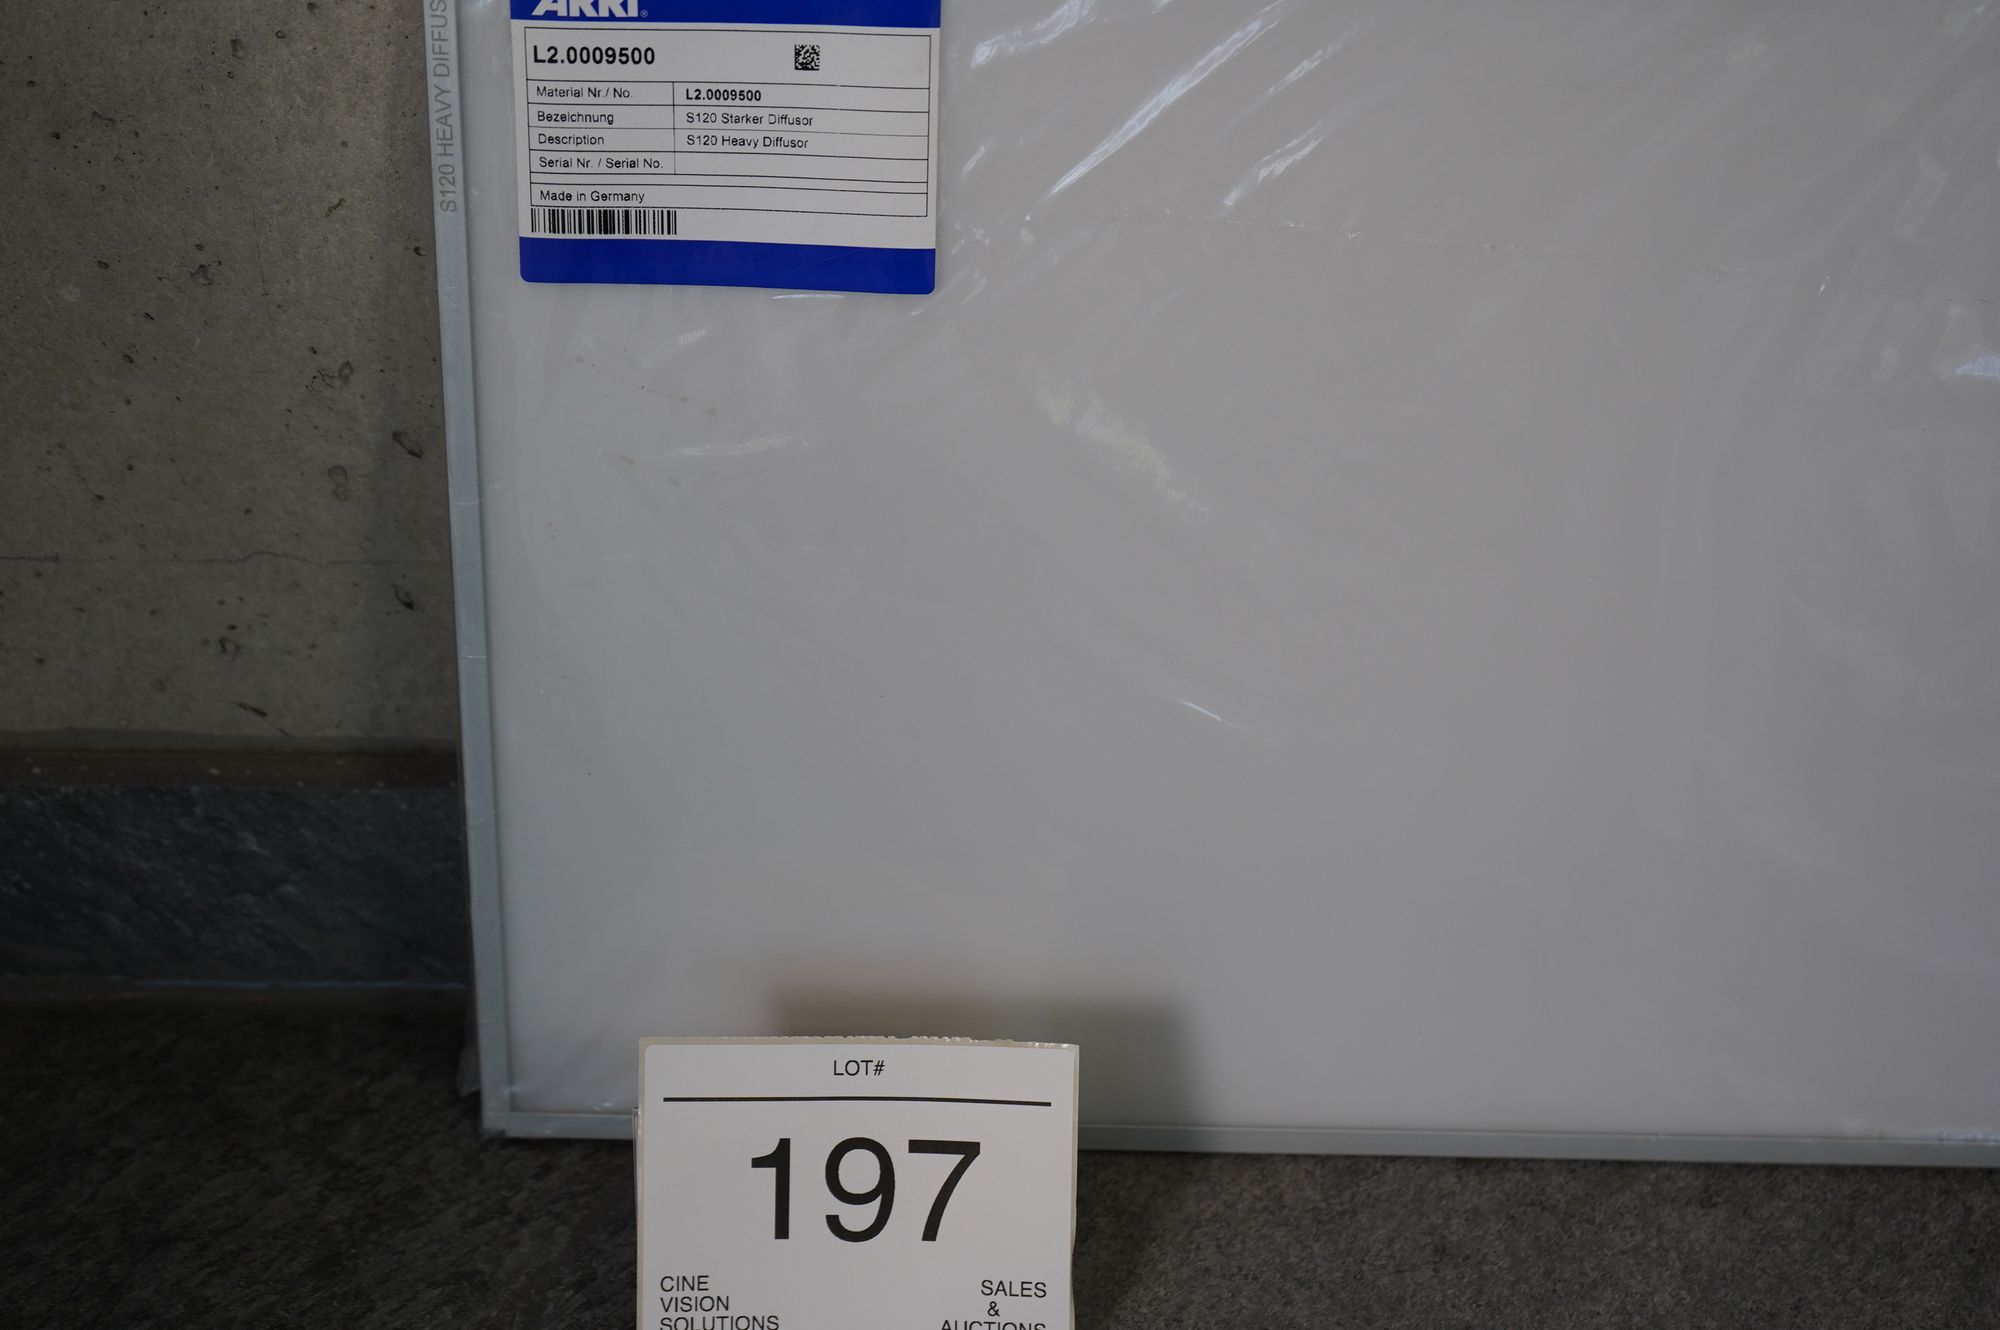 ARRI®
L2.0009500
Material Nr./ No. L2.0009500
Bezeichnung S120 Starker Diffusor
Description S120 Heavy Diffusor
Serial Nr. / Serial No.
Made in Germany
S120 HEAVY DIFFUS
LOT#
197
CINE
VISION
SOLUTIONS
SALES
&
AUCTIONS